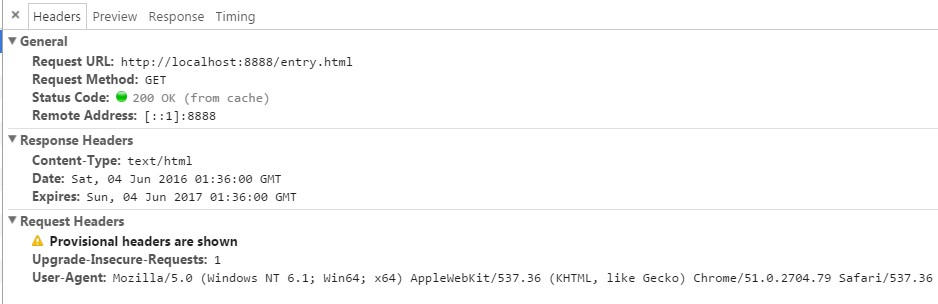 × Headers Preview Response Timing
General
Request URL: http://localhost:8888/entry.html
Request Method: GET
Status Code: 200 OK (from cache)
Remote Address: [::1]:8888
Response Headers
Content-Type: text/html
Date: Sat, 04 Jun 2016 01:36:00 GMT
Expires: Sun, 04 Jun 2017 01:36:00 GMT
Request Headers
Provisional headers are shown
Upgrade-Insecure-Requests: 1
User-Agent: Mozilla/5.0 (Windows NT 6.1; Win64; x64) AppleWebKit/537.36 (KHTML, like Gecko) Chrome/51.0.2704.79 Safari/537.36